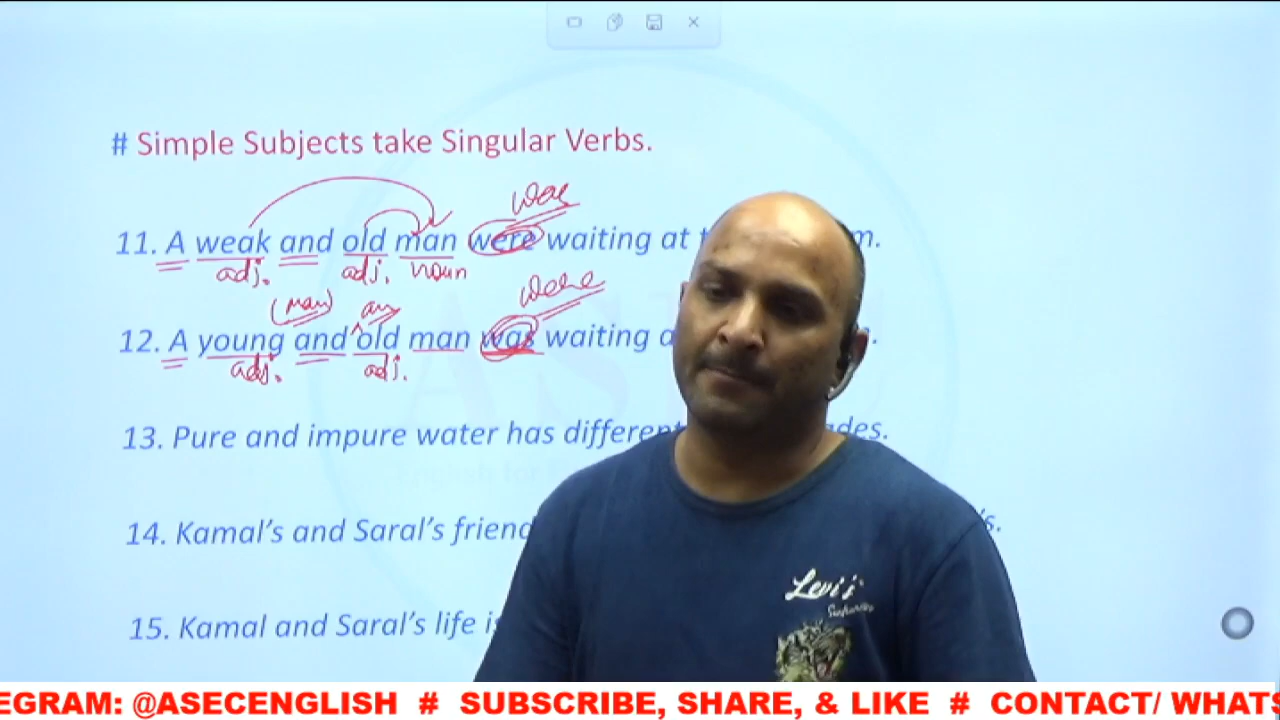 # Simple Subjects take Singular Verbs.
was
11. A weak and old man were waiting at
adj. adj. noun
(man) an were
12. A young and ^ old man was waiting
adj. adj.
13. Pure and impure water has different
14. Kamal's and Saral's friend
15. Kamal and Saral's life
Levi's
EGRAM: @ASECENGLISH # SUBSCRIBE, SHARE, & LIKE # CONTACT/ WHATS